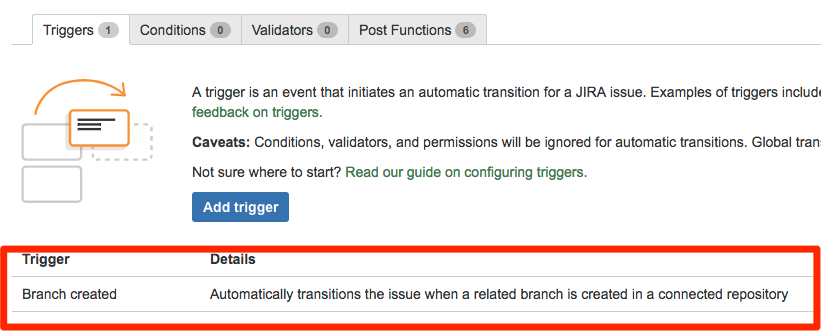 Triggers 1 Conditions 0 Validators 0 Post Functions 6
A trigger is an event that initiates an automatic transition for a JIRA issue. Examples of triggers include
feedback on triggers.
Caveats: Conditions, validators, and permissions will be ignored for automatic transitions. Global tran
Not sure where to start? Read our guide on configuring triggers.
Add trigger
Trigger Details
Branch created Automatically transitions the issue when a related branch is created in a connected repository